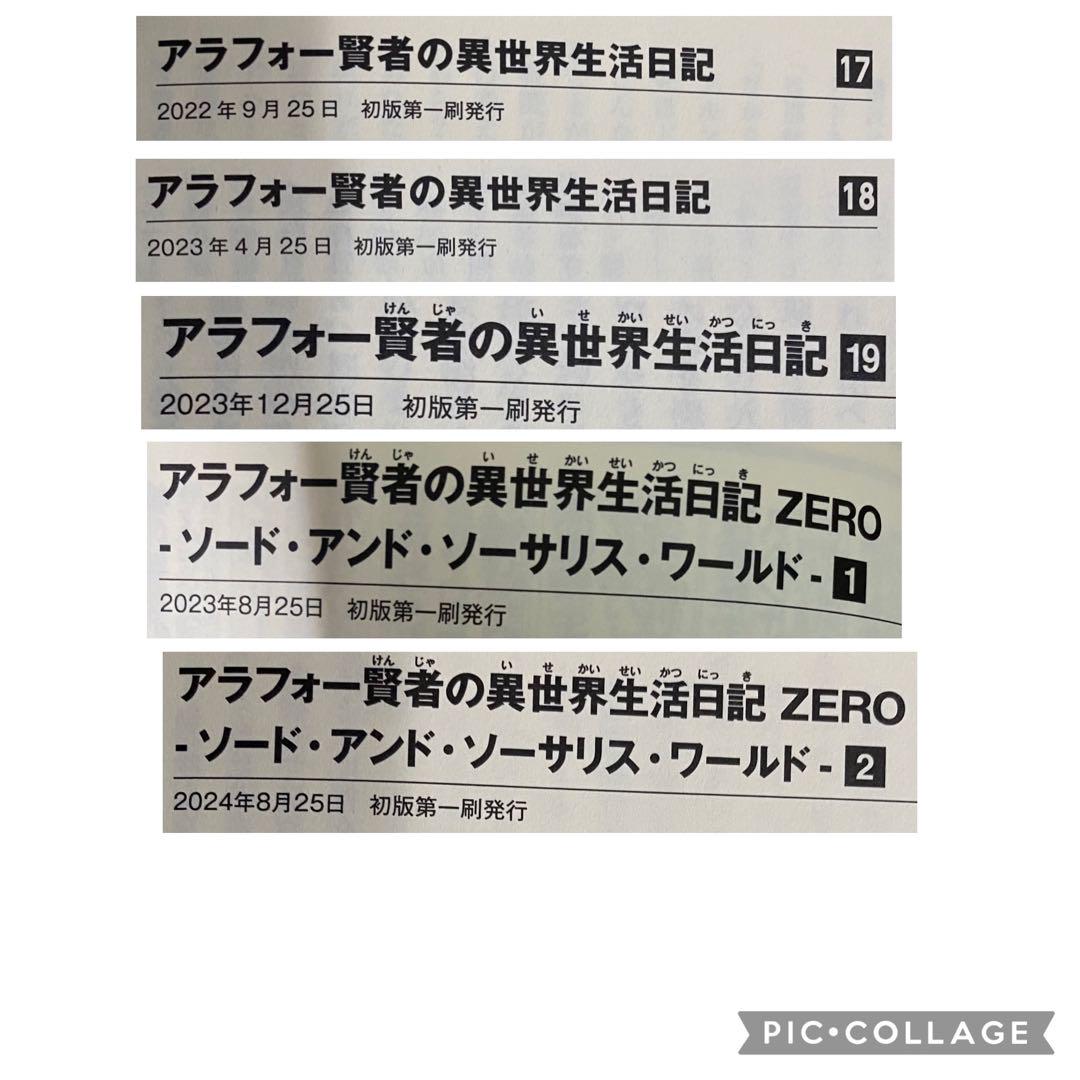 アラフォー賢者の異世界生活日記 17
2022年9月25日 初版第一刷発行
アラフォー賢者の異世界生活日記 18
2023年4月25日 初版第一刷発行
けん じゃ い せ かい せい かつ にっ き
アラフォー賢者の異世界生活日記 19
2023年12月25日 初版第一刷発行
けん じゃ い せ かい せい かつ にっ き
アラフォー賢者の異世界生活日記 ZERO
- ソード・アンド・ソーサリス・ワールド - 1
2023年8月25日 初版第一刷発行
けん じゃ い せ かい せい かつ にっ き
アラフォー賢者の異世界生活日記 ZERO
- ソード・アンド・ソーサリス・ワールド - 2
2024年8月25日 初版第一刷発行
PIC•COLLAGE